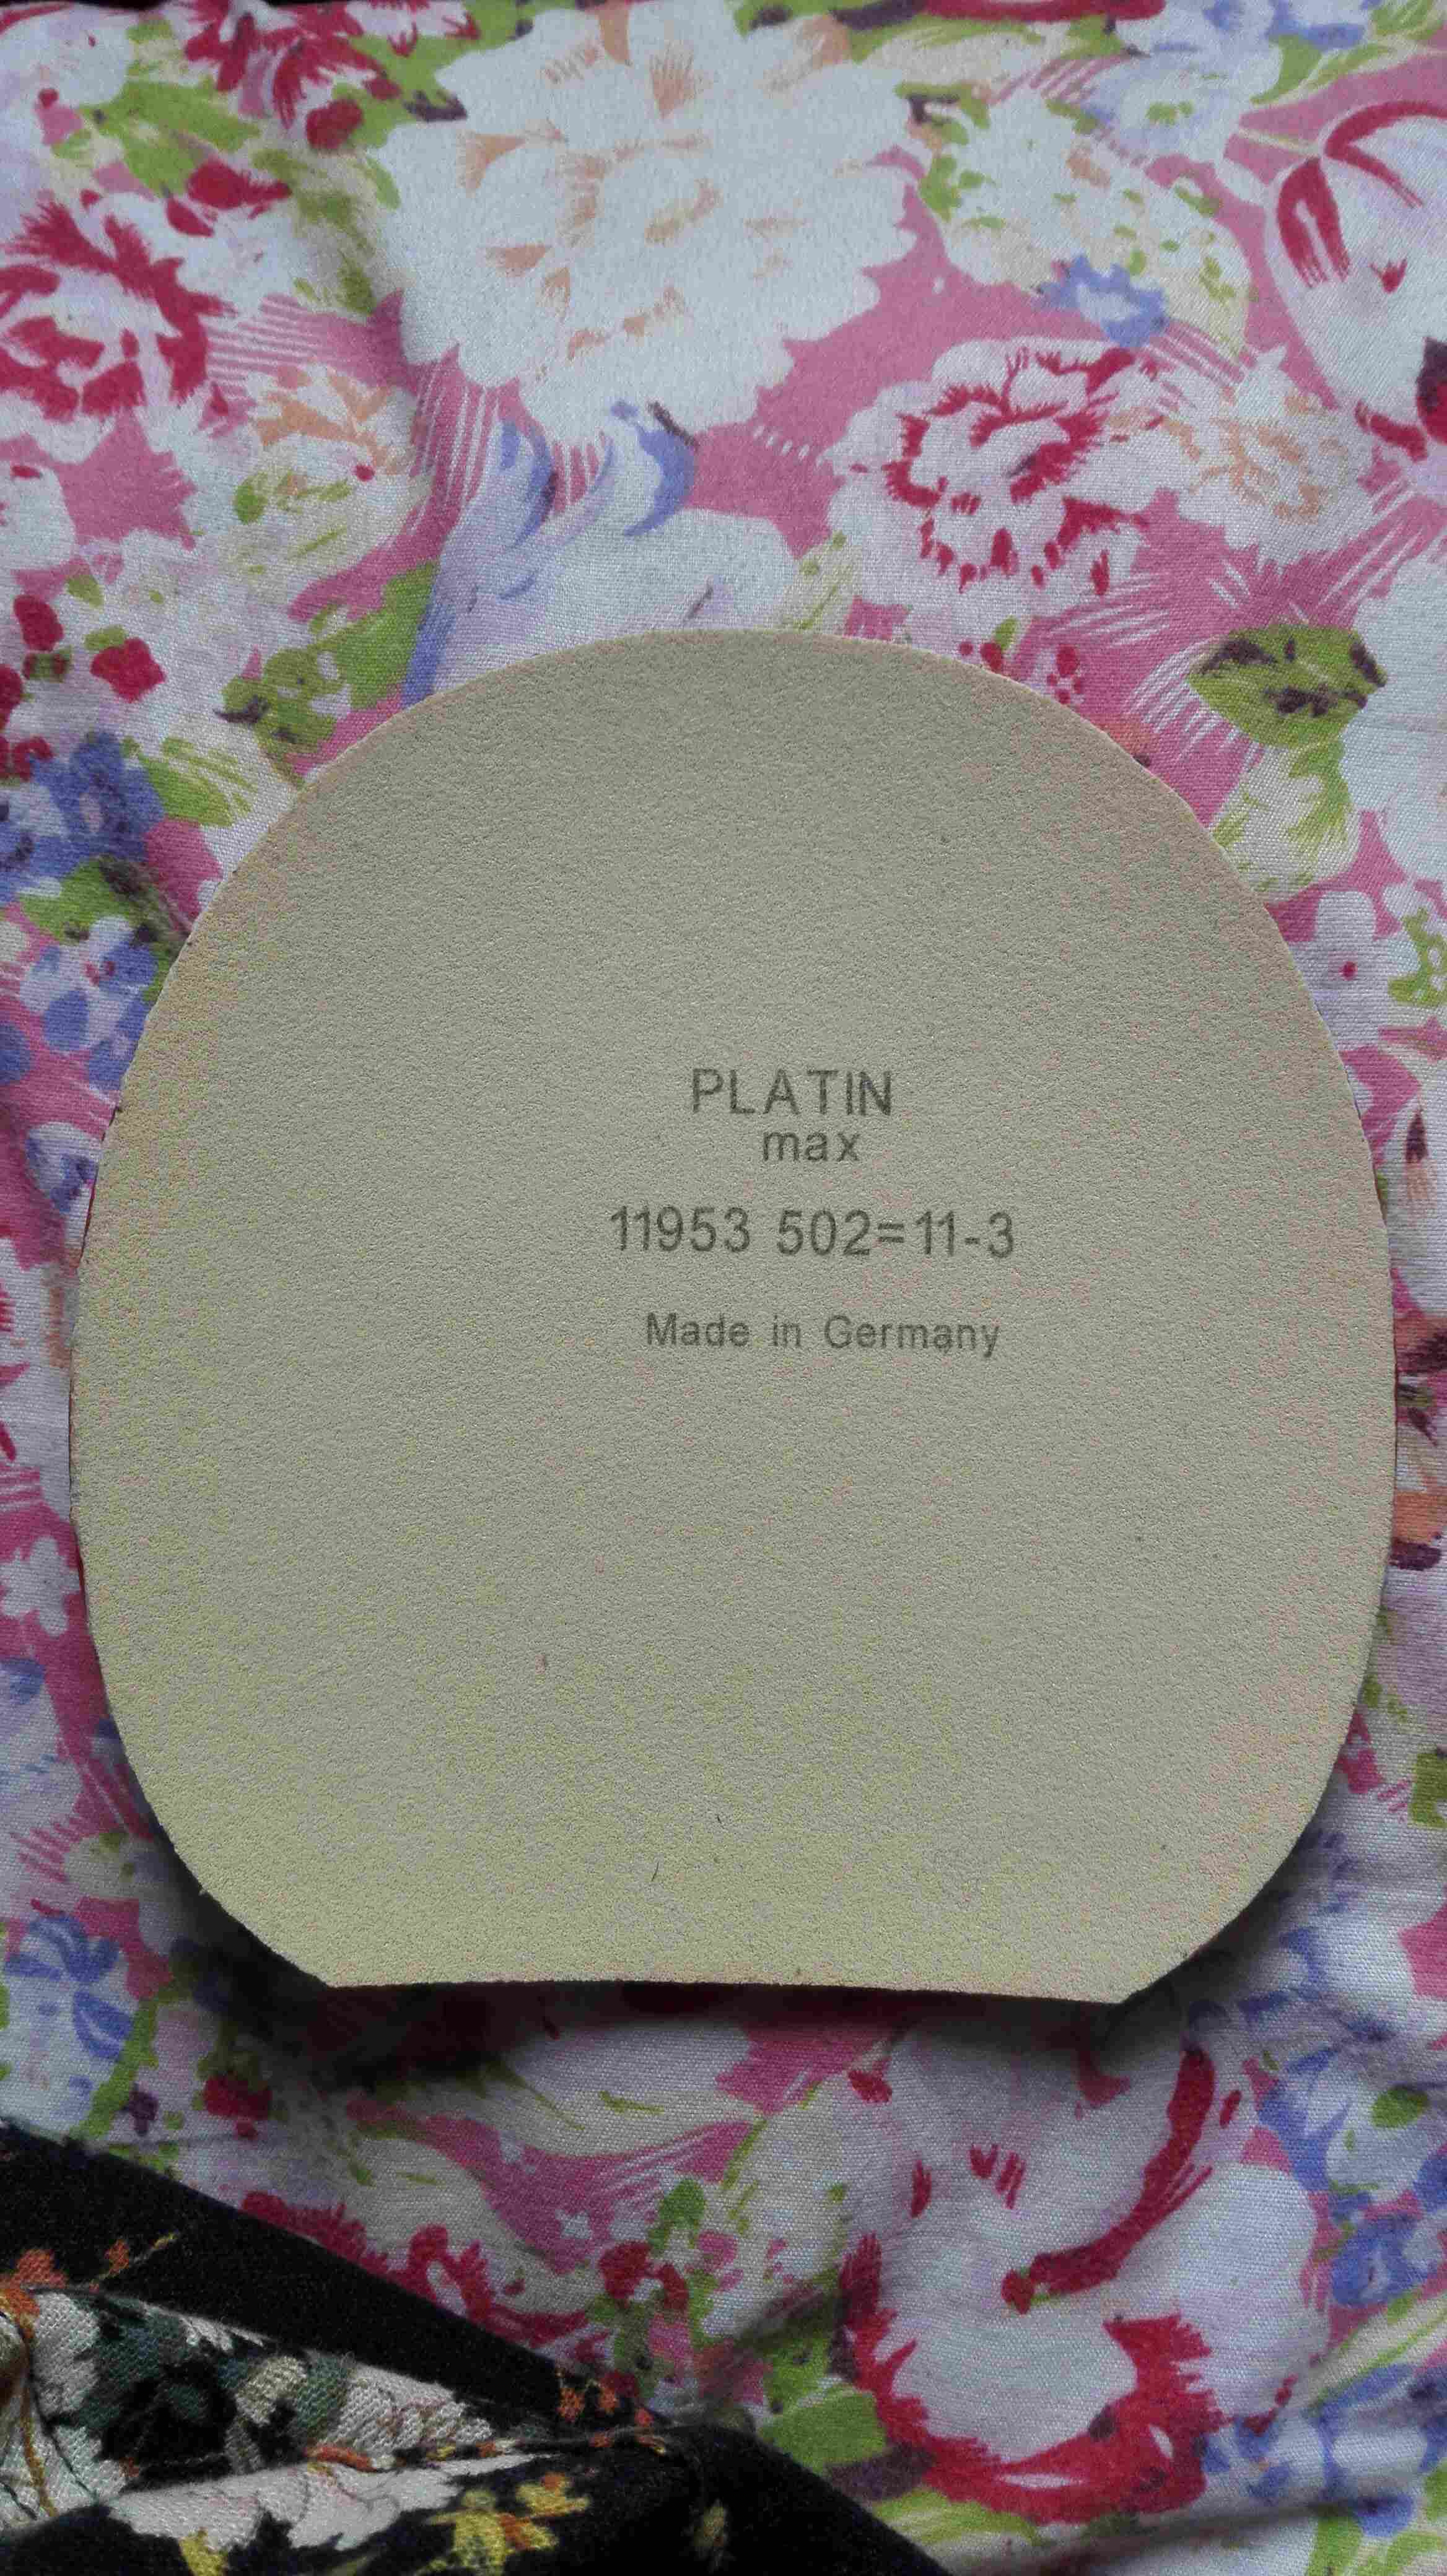 PLATIN
max
11953 502=11-3
Made in Germany